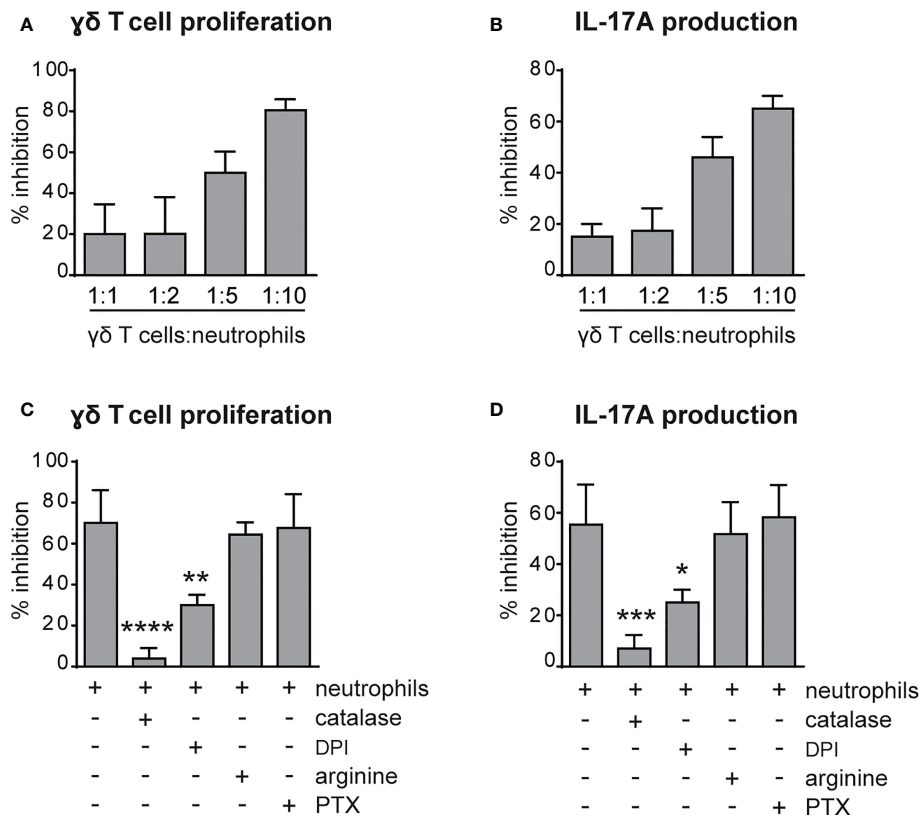 A ɣδ T cell proliferation
100
80
60
40
20
0
% inhibition
1:1 1:2 1:5 1:10
γδ T cells:neutrophils
B IL-17A production
80
60
40
20
0
% inhibition
1:1 1:2 1:5 1:10
γδ T cells:neutrophils
C ɣδ T cell proliferation
100
80
60
40
20
0
% inhibition
**** **
+ + + + + neutrophils
- + - - - catalase
- - + - - DPI
- - - + - arginine
- - - - + PTX
D IL-17A production
80
60
40
20
0
% inhibition
*** *
+ + + + + neutrophils
- + - - - catalase
- - + - - DPI
- - - + - arginine
- - - - + PTX